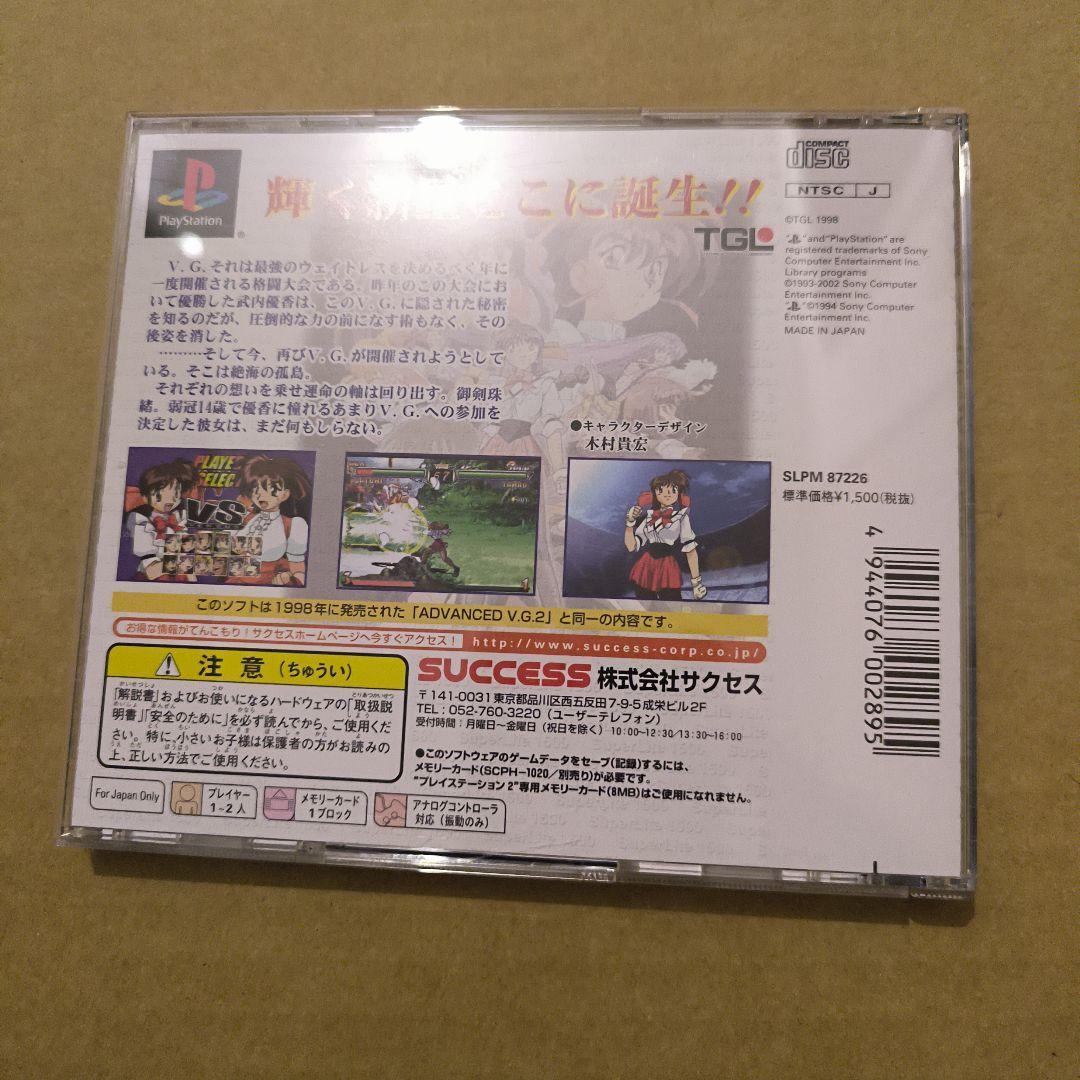 PlayStation
輝く
こに誕生!!
TGL
COMPACT
disc
NTSC J
©TGL 1998
" "and"PlayStation" are
registered trademarks of Sony
Computer Entertainment Inc.
Library programs
©1993-2002 Sony Computer
Entertainment Inc.
" "©1994 Sony Computer
Entertainment Inc.
MADE IN JAPAN
V.G.それは最強のウェイトレスを決めるべく年に
一度開催される格闘大会である。昨年のこの大会にお
いて優勝した武内優香は、このV.G.に隠された秘密
を知るのだが、圧倒的な力の前になす術もなく、その
後姿を消した。
………そして今、再びV.G.が開催されようとして
いる。そこは絶海の孤島。
それぞれの想いを乗せ運命の軸は回り出す。御剣珠
緒。弱冠14歳で優香に憧れるあまりV.G.への参加を
決定した彼女は、まだ何もしらない。
●キャラクターデザイン
木村貴宏
PLAYER
SELEC
VS
SLPM 87226
標準価格¥1,500(税抜)
4 944076 002895
このソフトは1998年に発売された「ADVANCED V.G.2」と同一の内容です。
お得な情報がてんこもり!サクセスホームページへ今すぐアクセス! http://www.success-corp.co.jp/
注意(ちゅうい)
「解説書」およびお使いになるハードウェアの「取扱説
明書」「安全のために」を必ず読んでから、ご使用くだ
さい。特に、小さいお子様は保護者の方がお読みの
上、正しい方法でご使用ください。
SUCCESS 株式会社サクセス
〒141-0031 東京都品川区西五反田7-9-5成栄ビル2F
TEL:052-760-3220(ユーザーテレフォン)
受付時間:月曜日~金曜日(祝日を除く)10:00~12:30/13:30~16:00
●このソフトウェアのゲームデータをセーブ(記録)するには、
メモリーカード(SCPH-1020/別売り)が必要です。
"プレイステーション 2"専用メモリーカード(8MB)はご使用になれません。
For Japan Only
プレイヤー
1~2人
メモリーカード
1ブロック
アナログコントローラ
対応(振動のみ)